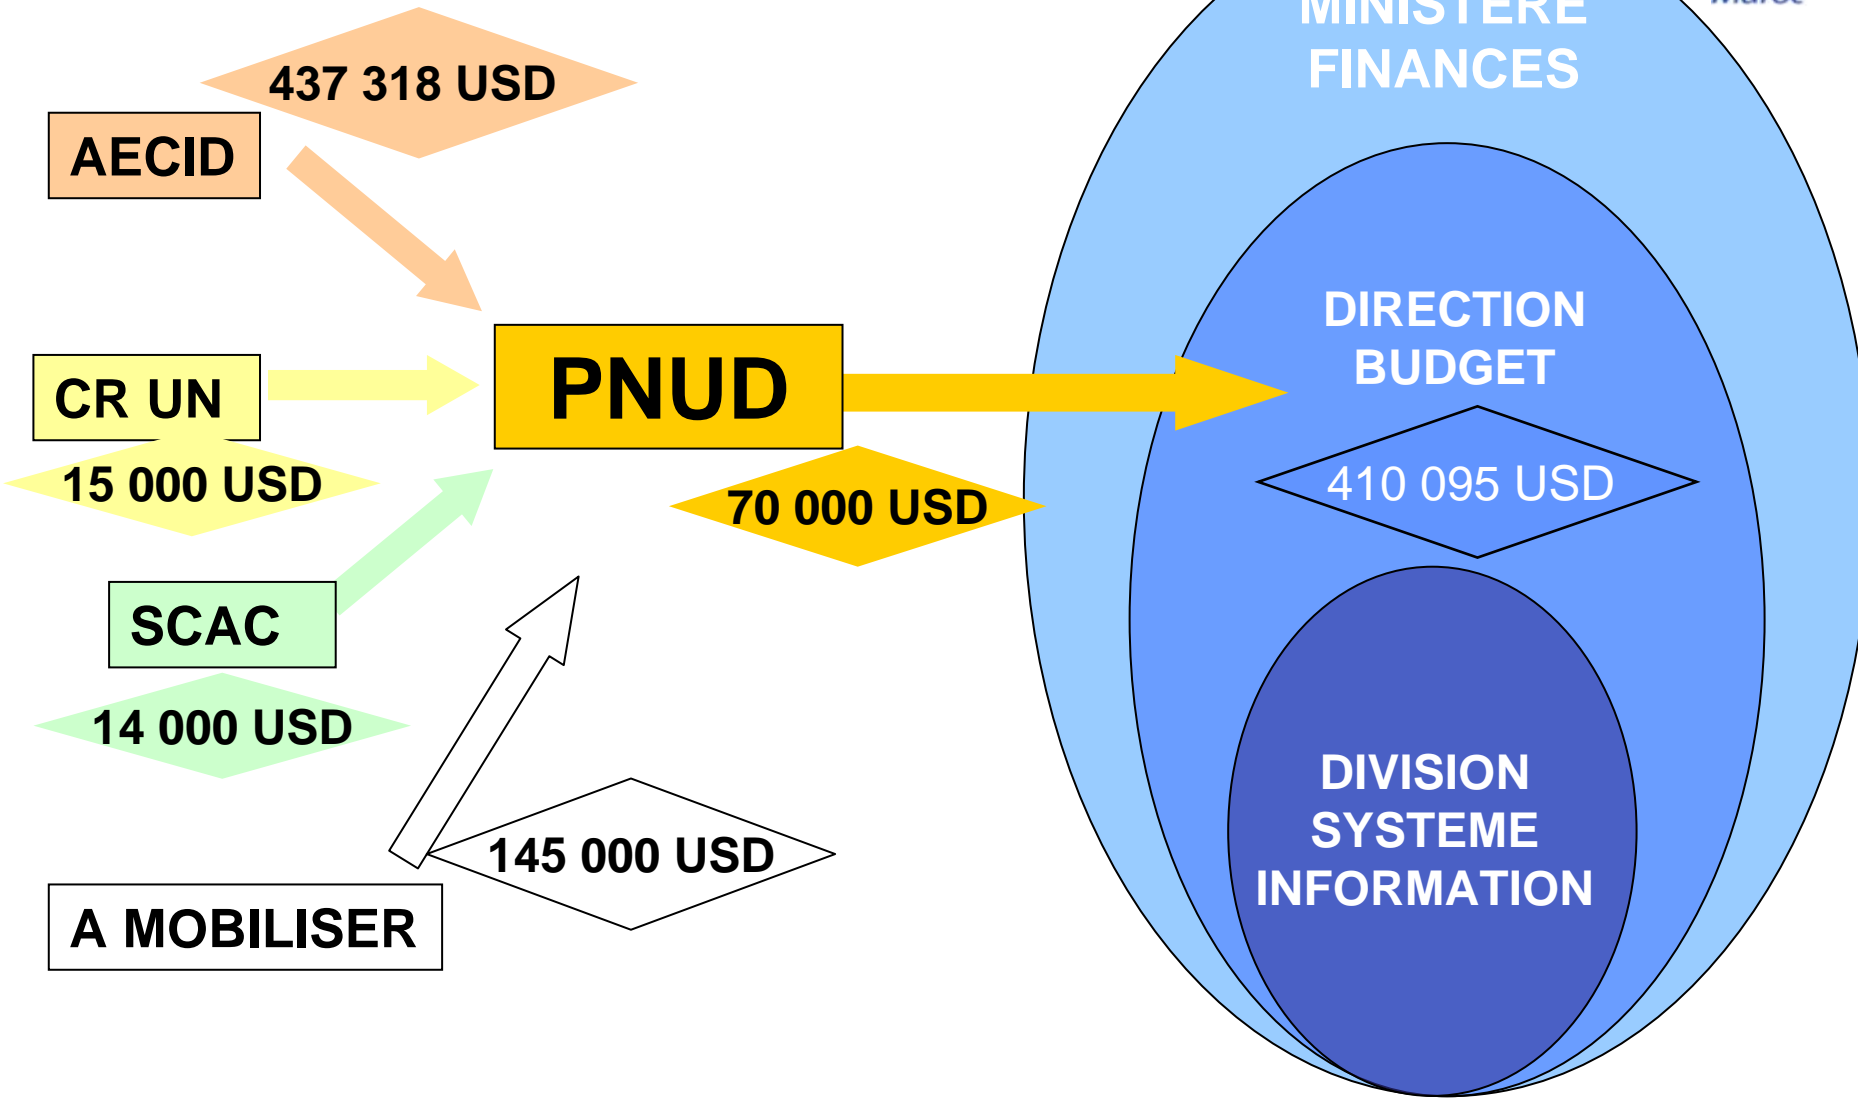 MINISTERE
FINANCES
Maroc
437 318 USD
AECID
CR UN
15 000 USD
PNUD
70 000 USD
SCAC
14 000 USD
145 000 USD
A MOBILISER
DIRECTION
BUDGET
410 095 USD
DIVISION
SYSTEME
INFORMATION